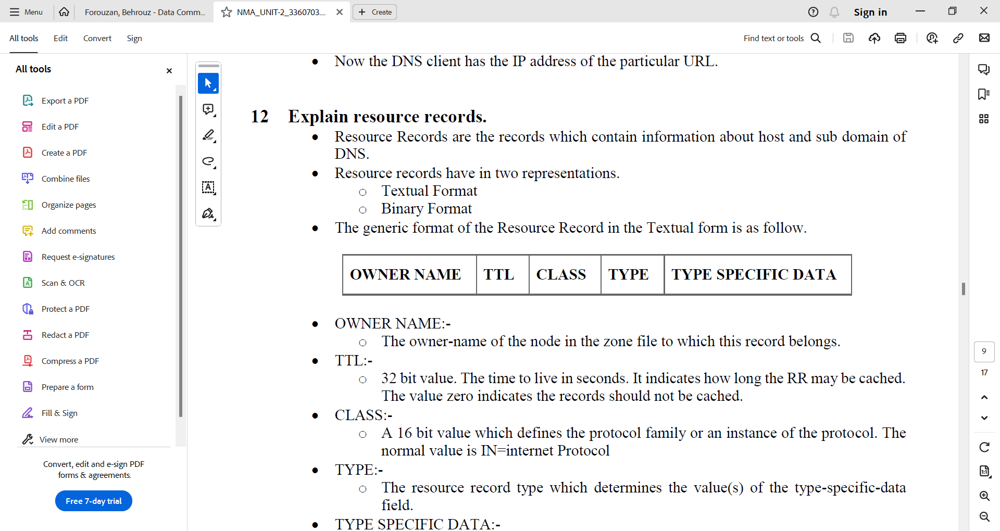 Menu
Forouzan, Behrouz - Data Comm...
NMA_UNIT-2_3360703....
Create
Sign in
All tools
Edit
Convert
Sign
Find text or tools
All tools
Export a PDF
Edit a PDF
Create a PDF
Combine files
Organize pages
Add comments
Request e-signatures
Scan & OCR
Protect a PDF
Redact a PDF
Compress a PDF
Prepare a form
Fill & Sign
View more
Convert, edit and e-sign PDF
forms & agreements.
Free 7-day trial
• Now the DNS client has the IP address of the particular URL.
12 Explain resource records.
• Resource Records are the records which contain information about host and sub domain of
DNS.
• Resource records have in two representations.
○ Textual Format
○ Binary Format
• The generic format of the Resource Record in the Textual form is as follow.
OWNER NAME TTL CLASS TYPE TYPE SPECIFIC DATA
• OWNER NAME:-
○ The owner-name of the node in the zone file to which this record belongs.
• TTL:-
○ 32 bit value. The time to live in seconds. It indicates how long the RR may be cached.
The value zero indicates the records should not be cached.
• CLASS:-
○ A 16 bit value which defines the protocol family or an instance of the protocol. The
normal value is IN=internet Protocol
• TYPE:-
○ The resource record type which determines the value(s) of the type-specific-data
field.
• TYPE SPECIFIC DATA:-
9
17